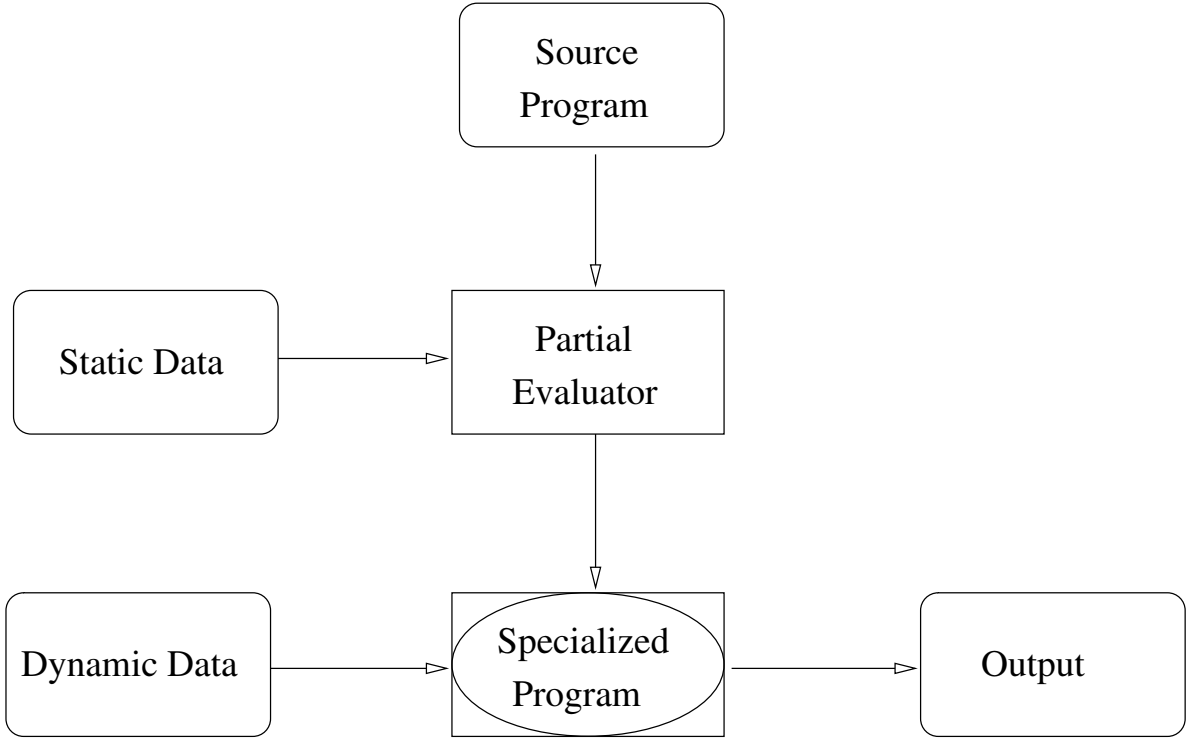 Source
Program
Static Data
Partial
Evaluator
Dynamic Data
Specialized
Program
Output